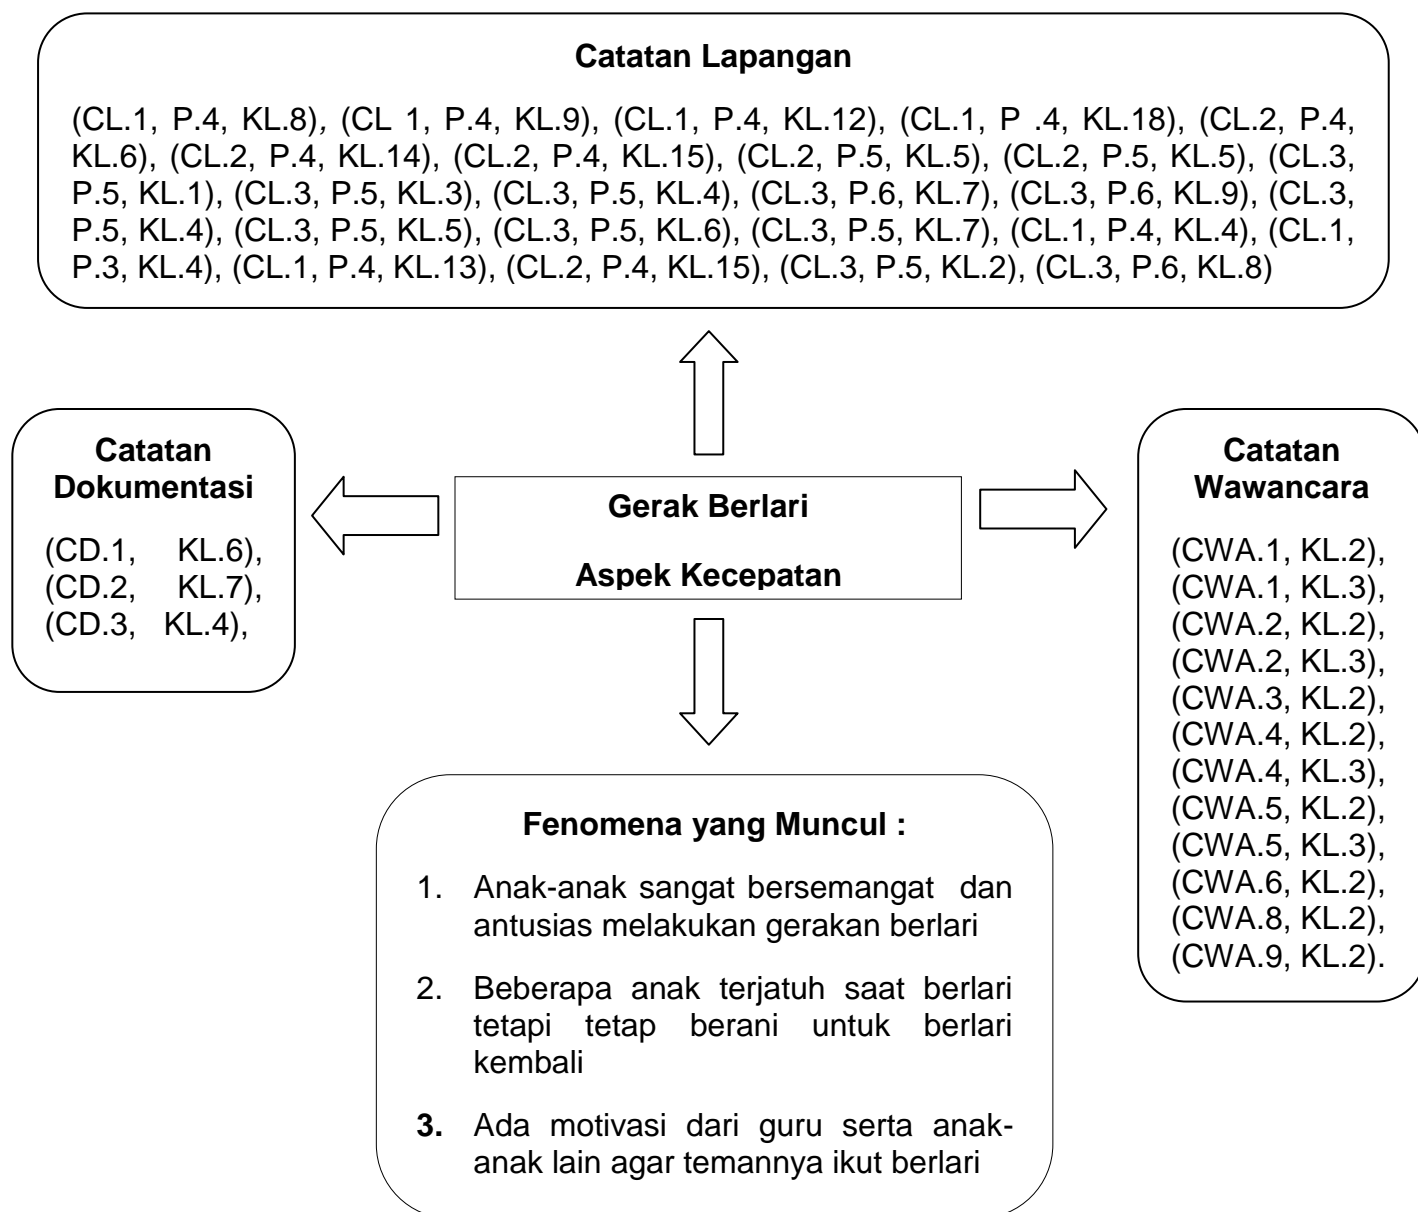 Catatan Lapangan
(CL.1, P.4, KL.8), (CL 1, P.4, KL.9), (CL.1, P.4, KL.12), (CL.1, P .4, KL.18), (CL.2, P.4,
KL.6), (CL.2, P.4, KL.14), (CL.2, P.4, KL.15), (CL.2, P.5, KL.5), (CL.2, P.5, KL.5), (CL.3,
P.5, KL.1), (CL.3, P.5, KL.3), (CL.3, P.5, KL.4), (CL.3, P.6, KL.7), (CL.3, P.6, KL.9), (CL.3,
P.5, KL.4), (CL.3, P.5, KL.5), (CL.3, P.5, KL.6), (CL.3, P.5, KL.7), (CL.1, P.4, KL.4), (CL.1,
P.3, KL.4), (CL.1, P.4, KL.13), (CL.2, P.4, KL.15), (CL.3, P.5, KL.2), (CL.3, P.6, KL.8)
Catatan
Dokumentasi
(CD.1, KL.6),
(CD.2, KL.7),
(CD.3, KL.4),
Gerak Berlari
Aspek Kecepatan
Catatan
Wawancara
(CWA.1, KL.2),
(CWA.1, KL.3),
(CWA.2, KL.2),
(CWA.2, KL.3),
(CWA.3, KL.2),
(CWA.4, KL.2),
(CWA.4, KL.3),
(CWA.5, KL.2),
(CWA.5, KL.3),
(CWA.6, KL.2),
(CWA.8, KL.2),
(CWA.9, KL.2).
Fenomena yang Muncul :
1. Anak-anak sangat bersemangat dan
antusias melakukan gerakan berlari
2. Beberapa anak terjatuh saat berlari
tetapi tetap berani untuk berlari
kembali
3. Ada motivasi dari guru serta anak-
anak lain agar temannya ikut berlari